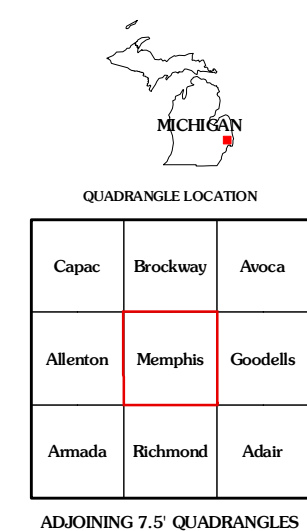 MICHIGAN
QUADRANGLE LOCATION
Capac Brockway Avoca
Allenton Memphis Goodells
Armada Richmond Adair
ADJOINING 7.5' QUADRANGLES